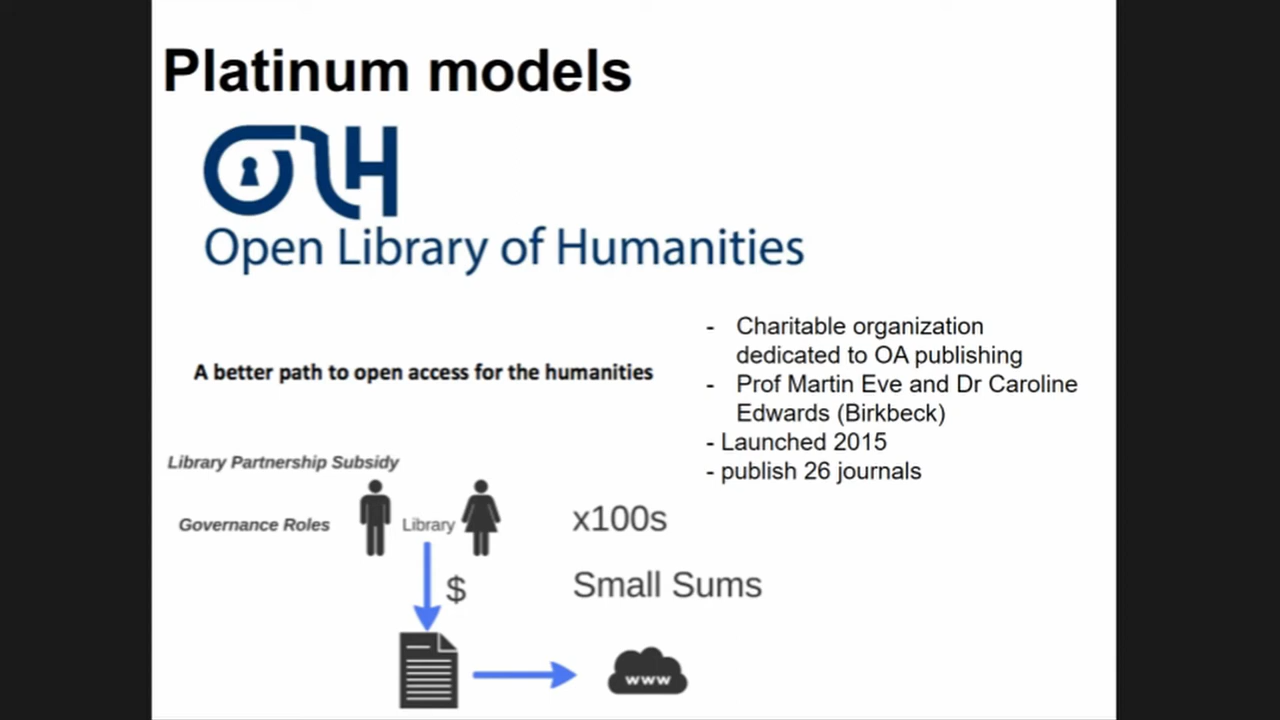 Platinum models
OLH
Open Library of Humanities
- Charitable organization
dedicated to OA publishing
- Prof Martin Eve and Dr Caroline
Edwards (Birkbeck)
- Launched 2015
- publish 26 journals
A better path to open access for the humanities
Library Partnership Subsidy
Governance Roles
Library
x100s
$
Small Sums
www